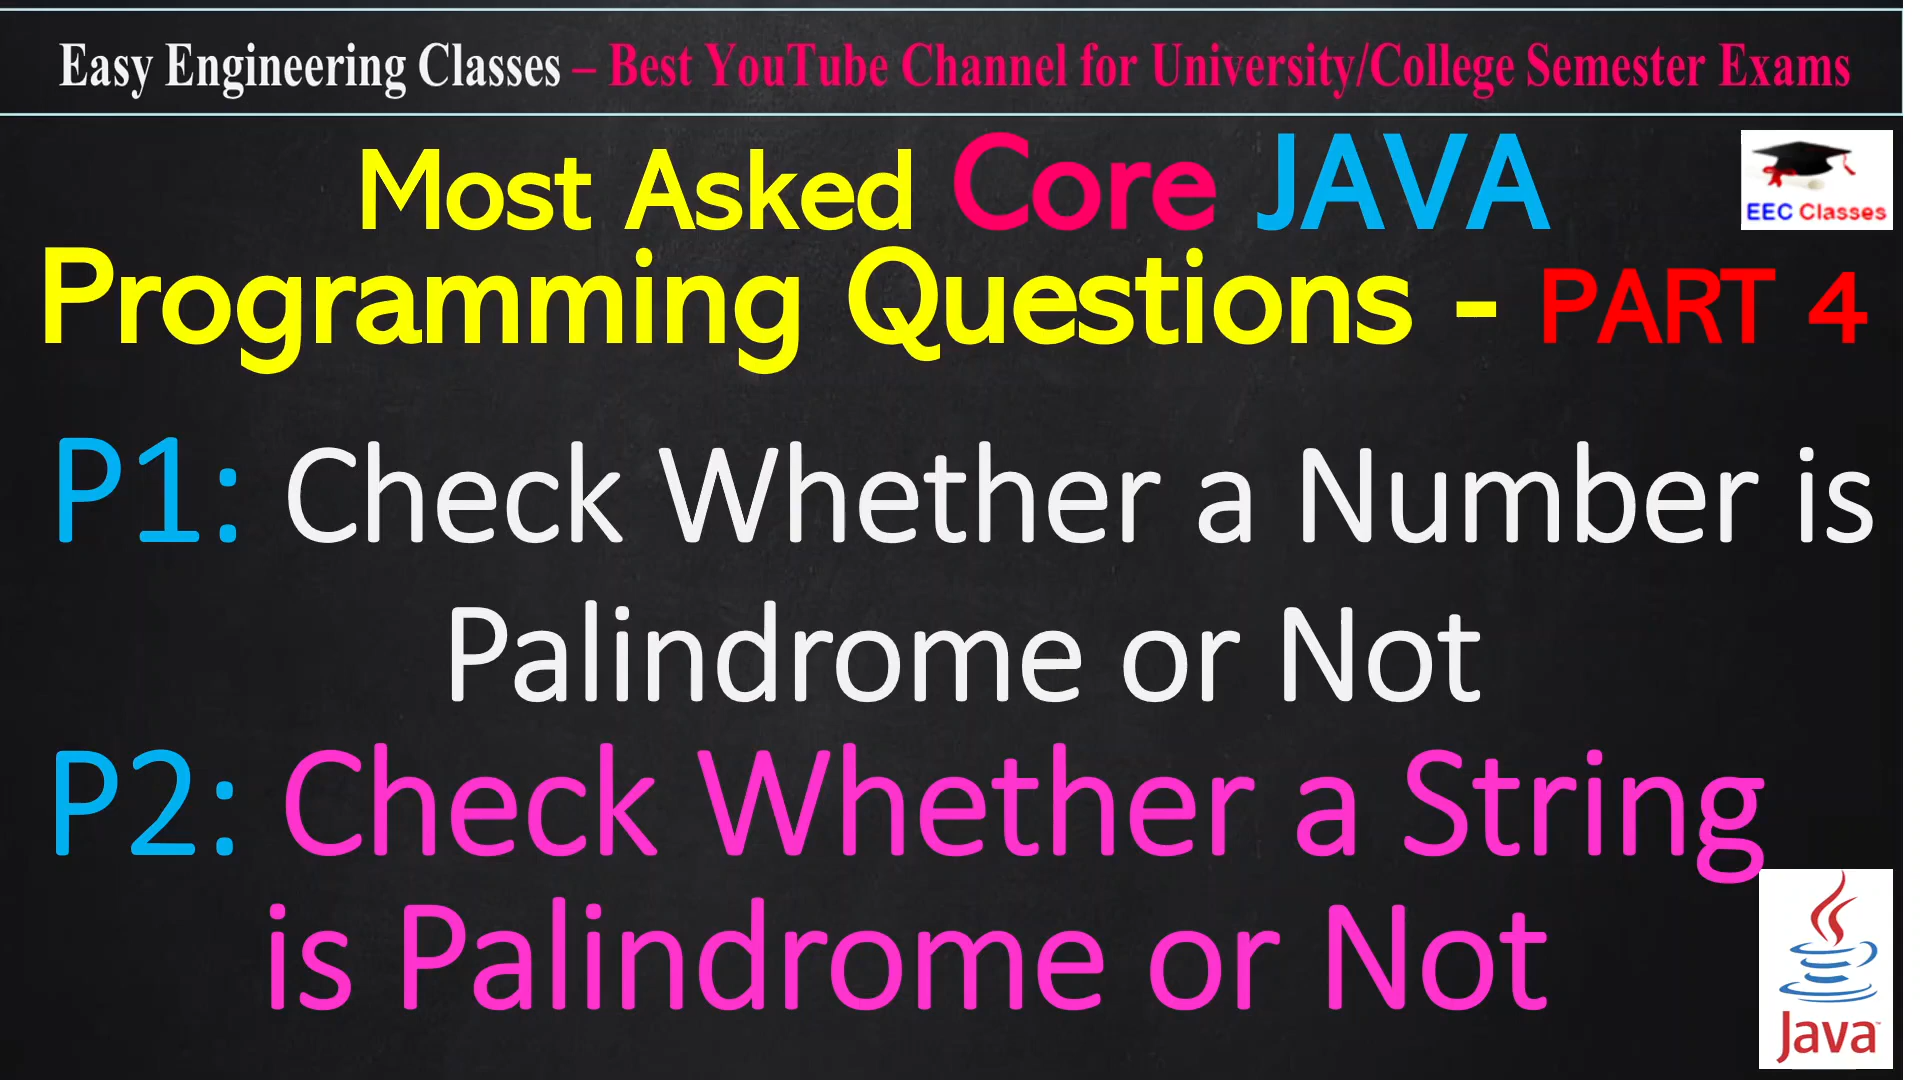 Easy Engineering Classes – Best YouTube Channel for University/College Semester Exams
Most Asked Core JAVA
EEC Classes
Programming Questions - PART 4
P1: Check Whether a Number is
Palindrome or Not
P2: Check Whether a String
is Palindrome or Not
Java™